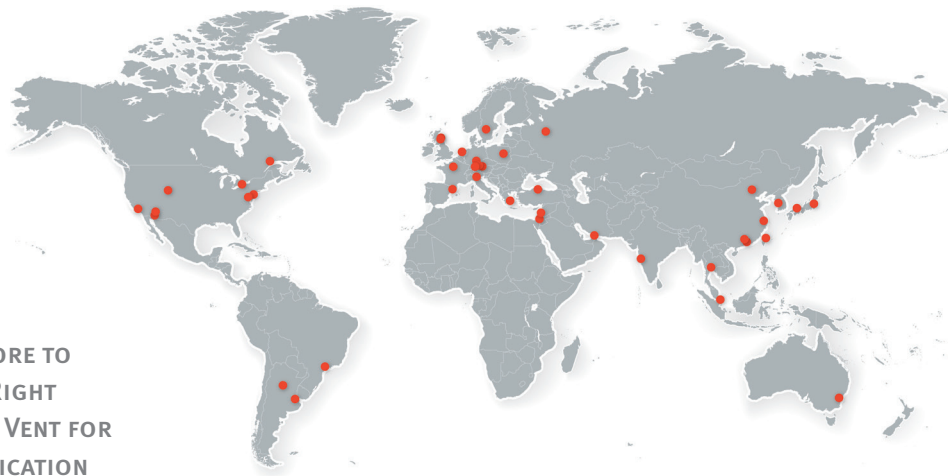 ORE TO
RIGHT
VENT FOR
ICATION